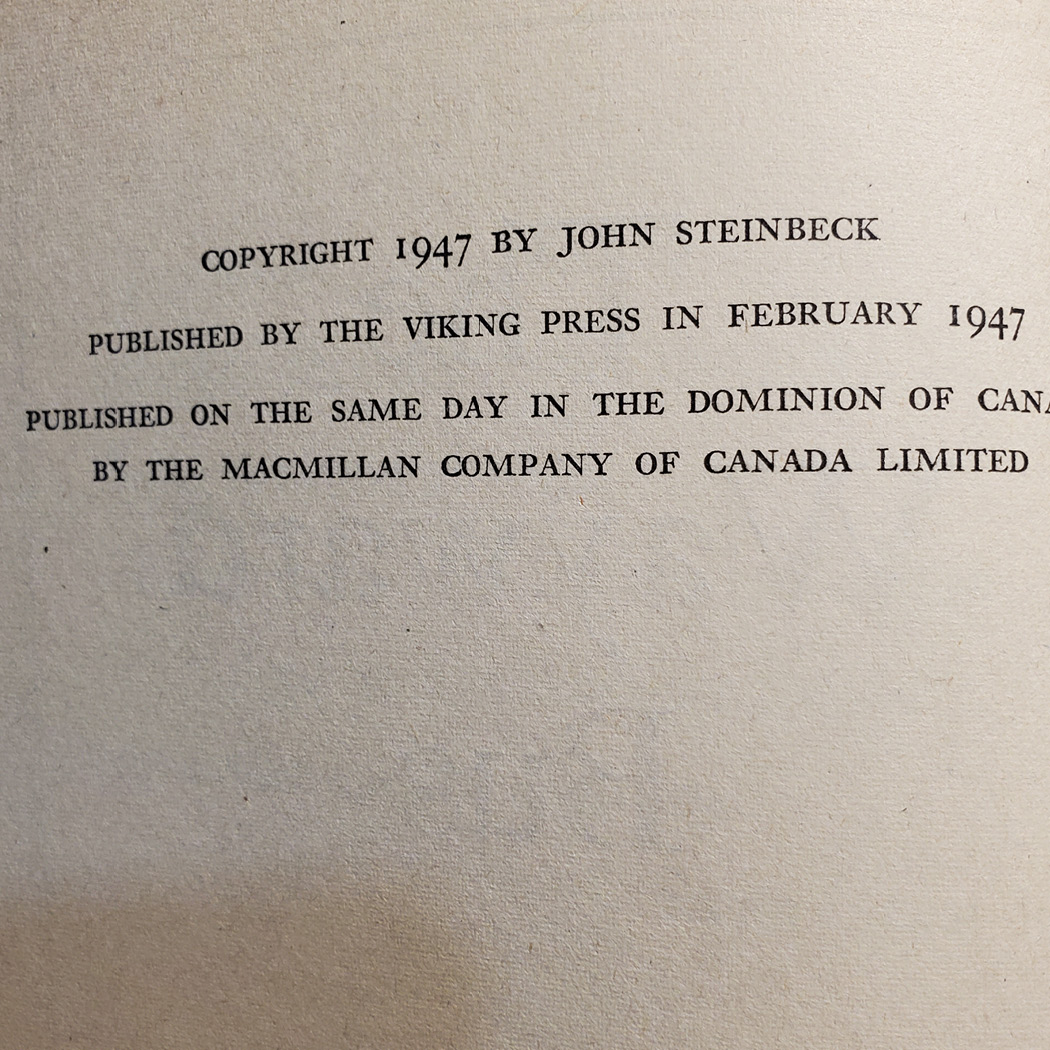 COPYRIGHT 1947 BY JOHN STEINBECK
PUBLISHED BY THE VIKING PRESS IN FEBRUARY 1947
PUBLISHED ON THE SAME DAY IN THE DOMINION OF
BY THE MACMILLAN COMPANY OF CANADA LIMITED